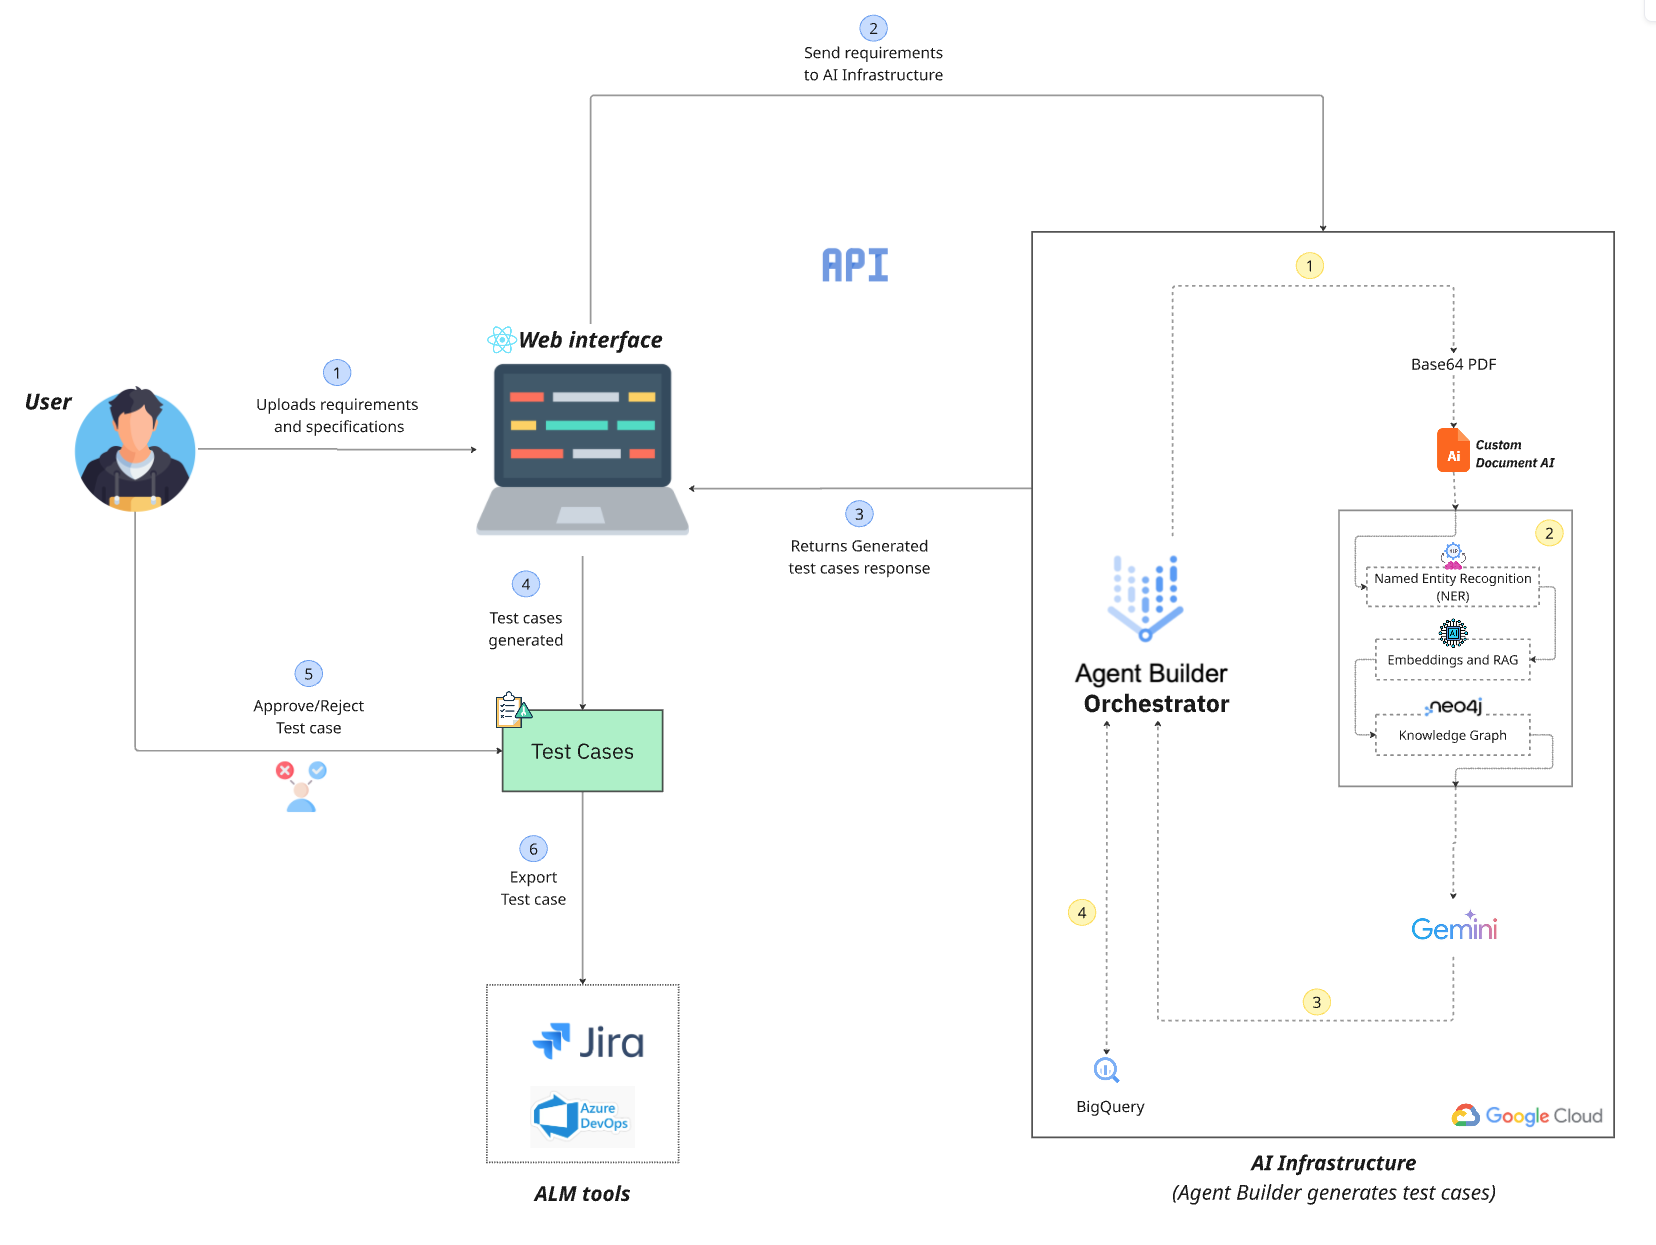 2
Send requirements
to AI Infrastructure
API
1
Base64 PDF
Ai
Custom
Document AI
2
Named Entity Recognition
(NER)
AI
Embeddings and RAG
neo4j
Knowledge Graph
Gemini
3
4
Agent Builder
Orchestrator
BigQuery
Google Cloud
AI Infrastructure
(Agent Builder generates test cases)
Web interface
User
1
Uploads requirements
and specifications
3
Returns Generated
test cases response
4
Test cases
generated
5
Approve/Reject
Test case
Test Cases
6
Export
Test case
Jira
Azure
DevOps
ALM tools